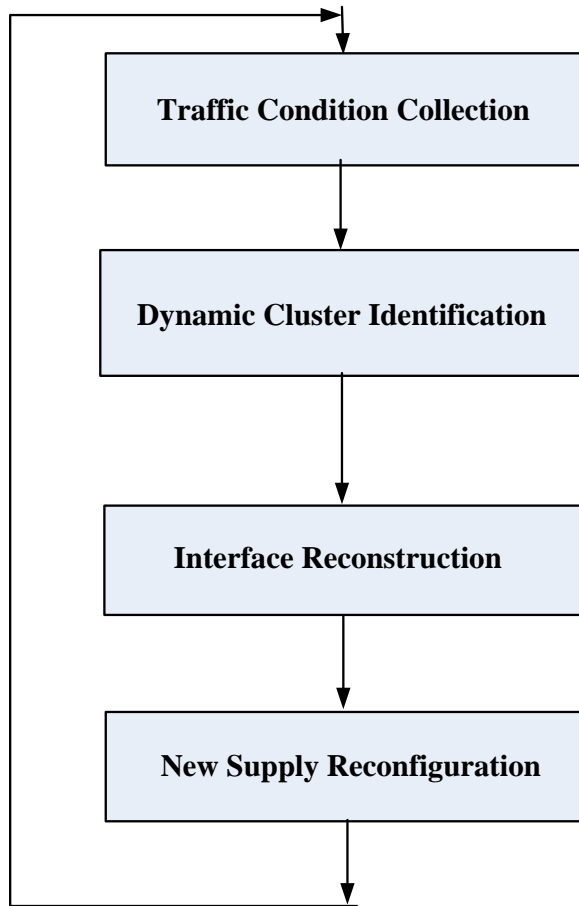 Traffic Condition Collection
Dynamic Cluster Identification
Interface Reconstruction
New Supply Reconfiguration